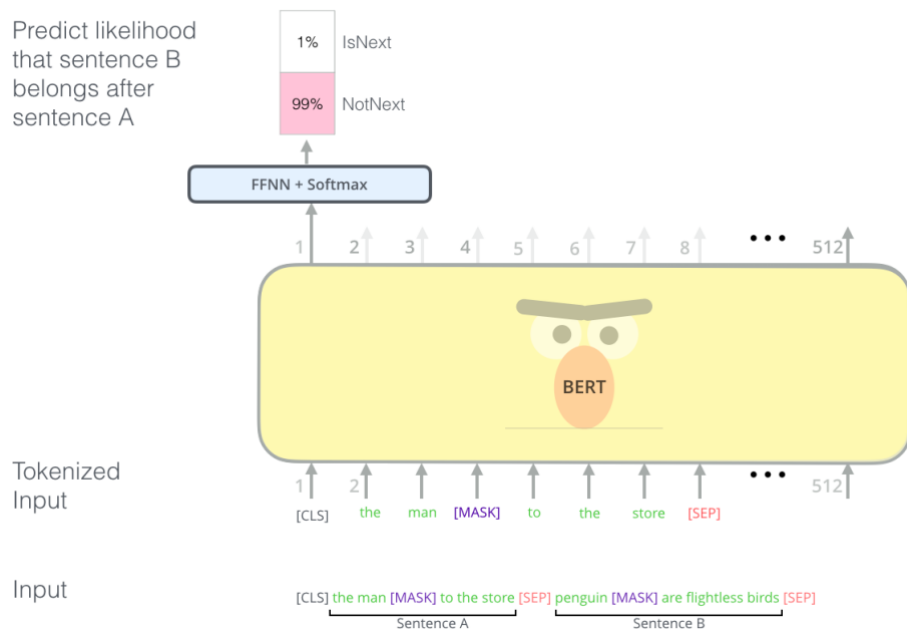 Predict likelihood
that sentence B
belongs after
sentence A
1% IsNext
99% NotNext
FFNN + Softmax
1 2 3 4 5 6 7 8 ••• 512
BERT
Tokenized
Input
1 2 ••• 512
[CLS] the man [MASK] to the store [SEP]
Input
[CLS] the man [MASK] to the store [SEP] penguin [MASK] are flightless birds [SEP]
Sentence A Sentence B